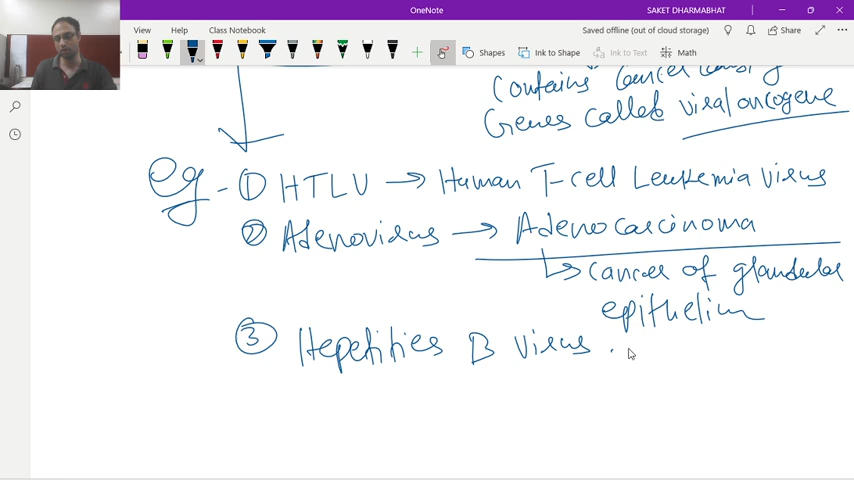 OneNote
SAKET DHARMABHAT
View Help Class Notebook
Saved offline (out of cloud storage)
Share
Shapes
Ink to Shape
Ink to Text
Math
Contains Cancer Causing
Genes called viral oncogene
eg - ① HTLV → Human T-cell Leukemia virus
② Adenovirus → Adenocarcinoma
↳ Cancer of glandular
epithelium
③ Hepetities B virus .